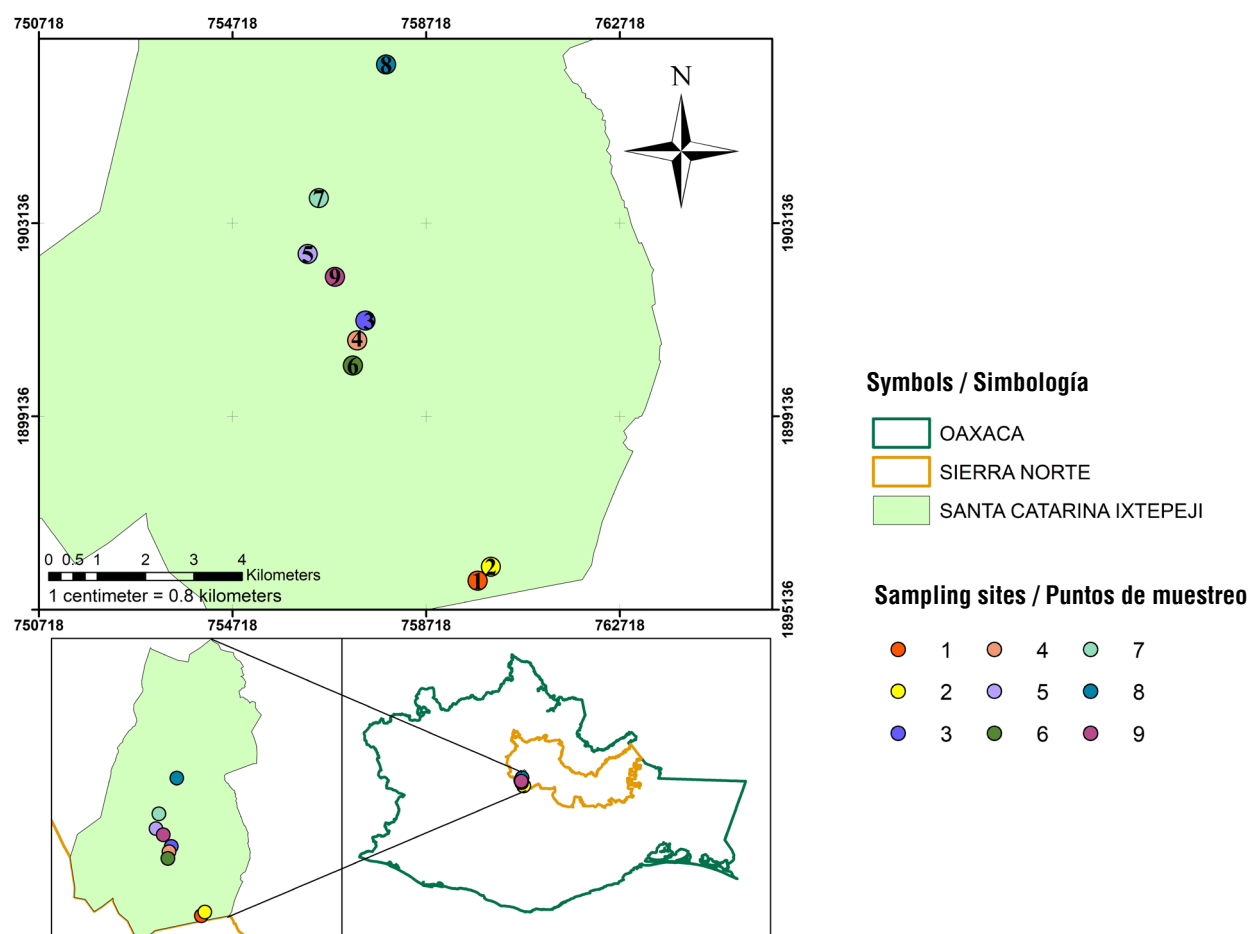 750718 754718 758718 762718
N
8
7
1903136 1903136
5
9
3
4
6
1899136 1899136
2
1
0 0.5 1 2 3 4
Kilometers
1 centimeter = 0.8 kilometers
1895136
750718 754718 758718 762718
Symbols / Simbología
OAXACA
SIERRA NORTE
SANTA CATARINA IXTEPEJI
Sampling sites / Puntos de muestreo
1 4 7
2 5 8
3 6 9